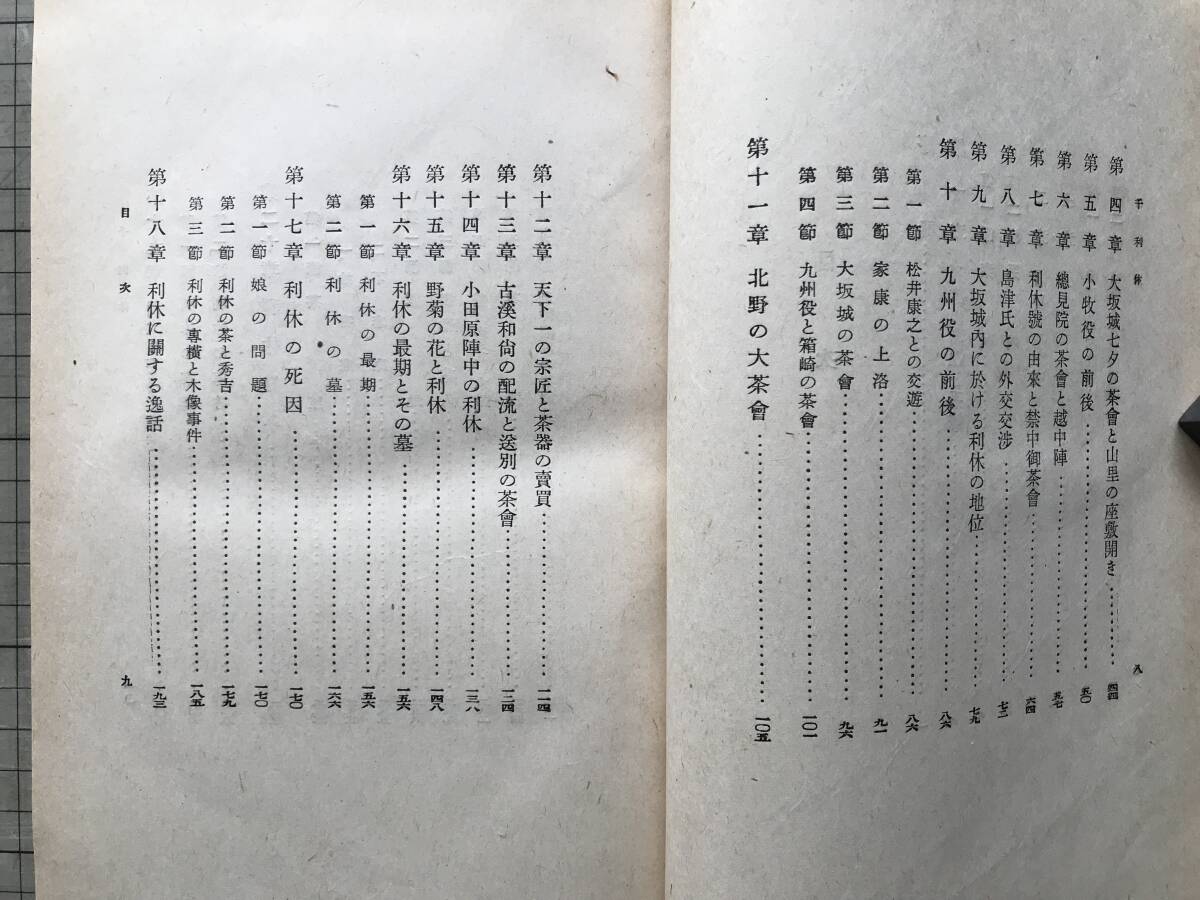 千利休
第四章 大坂城七夕の茶會と山里の座敷開き……………四四
第五章 小牧役の前後……………五〇
第六章 總見院の茶會と越中陣……………五七
第七章 利休號の由來と禁中御茶會……………六四
第八章 島津氏との外交交渉……………七二
第九章 大坂城內に於ける利休の地位……………七九
第十章 九州役の前後……………八六
第一節 松井康之との交遊……………八六
第二節 家康の上洛……………九一
第三節 大坂城の茶會……………九六
第四節 九州役と箱崎の茶會……………一〇一
第十一章 北野の大茶會……………一〇五
八
第十二章 天下一の宗匠と茶器の賣買……………
第十三章 古溪和尙の配流と送別の茶會……………
第十四章 小田原陣中の利休……………一三八
第十五章 野菊の花と利休……………一四八
第十六章 利休の最期とその墓……………一五六
第一節 利休の最期……………一五六
第二節 利休の墓……………一六六
第十七章 利休の死因……………一七〇
第一節 娘の問題……………一七〇
第二節 利休の茶と秀吉……………一七九
第三節 利休の專橫と木像事件……………一八五
第十八章 利休に關する逸話……………一九三
目次
九